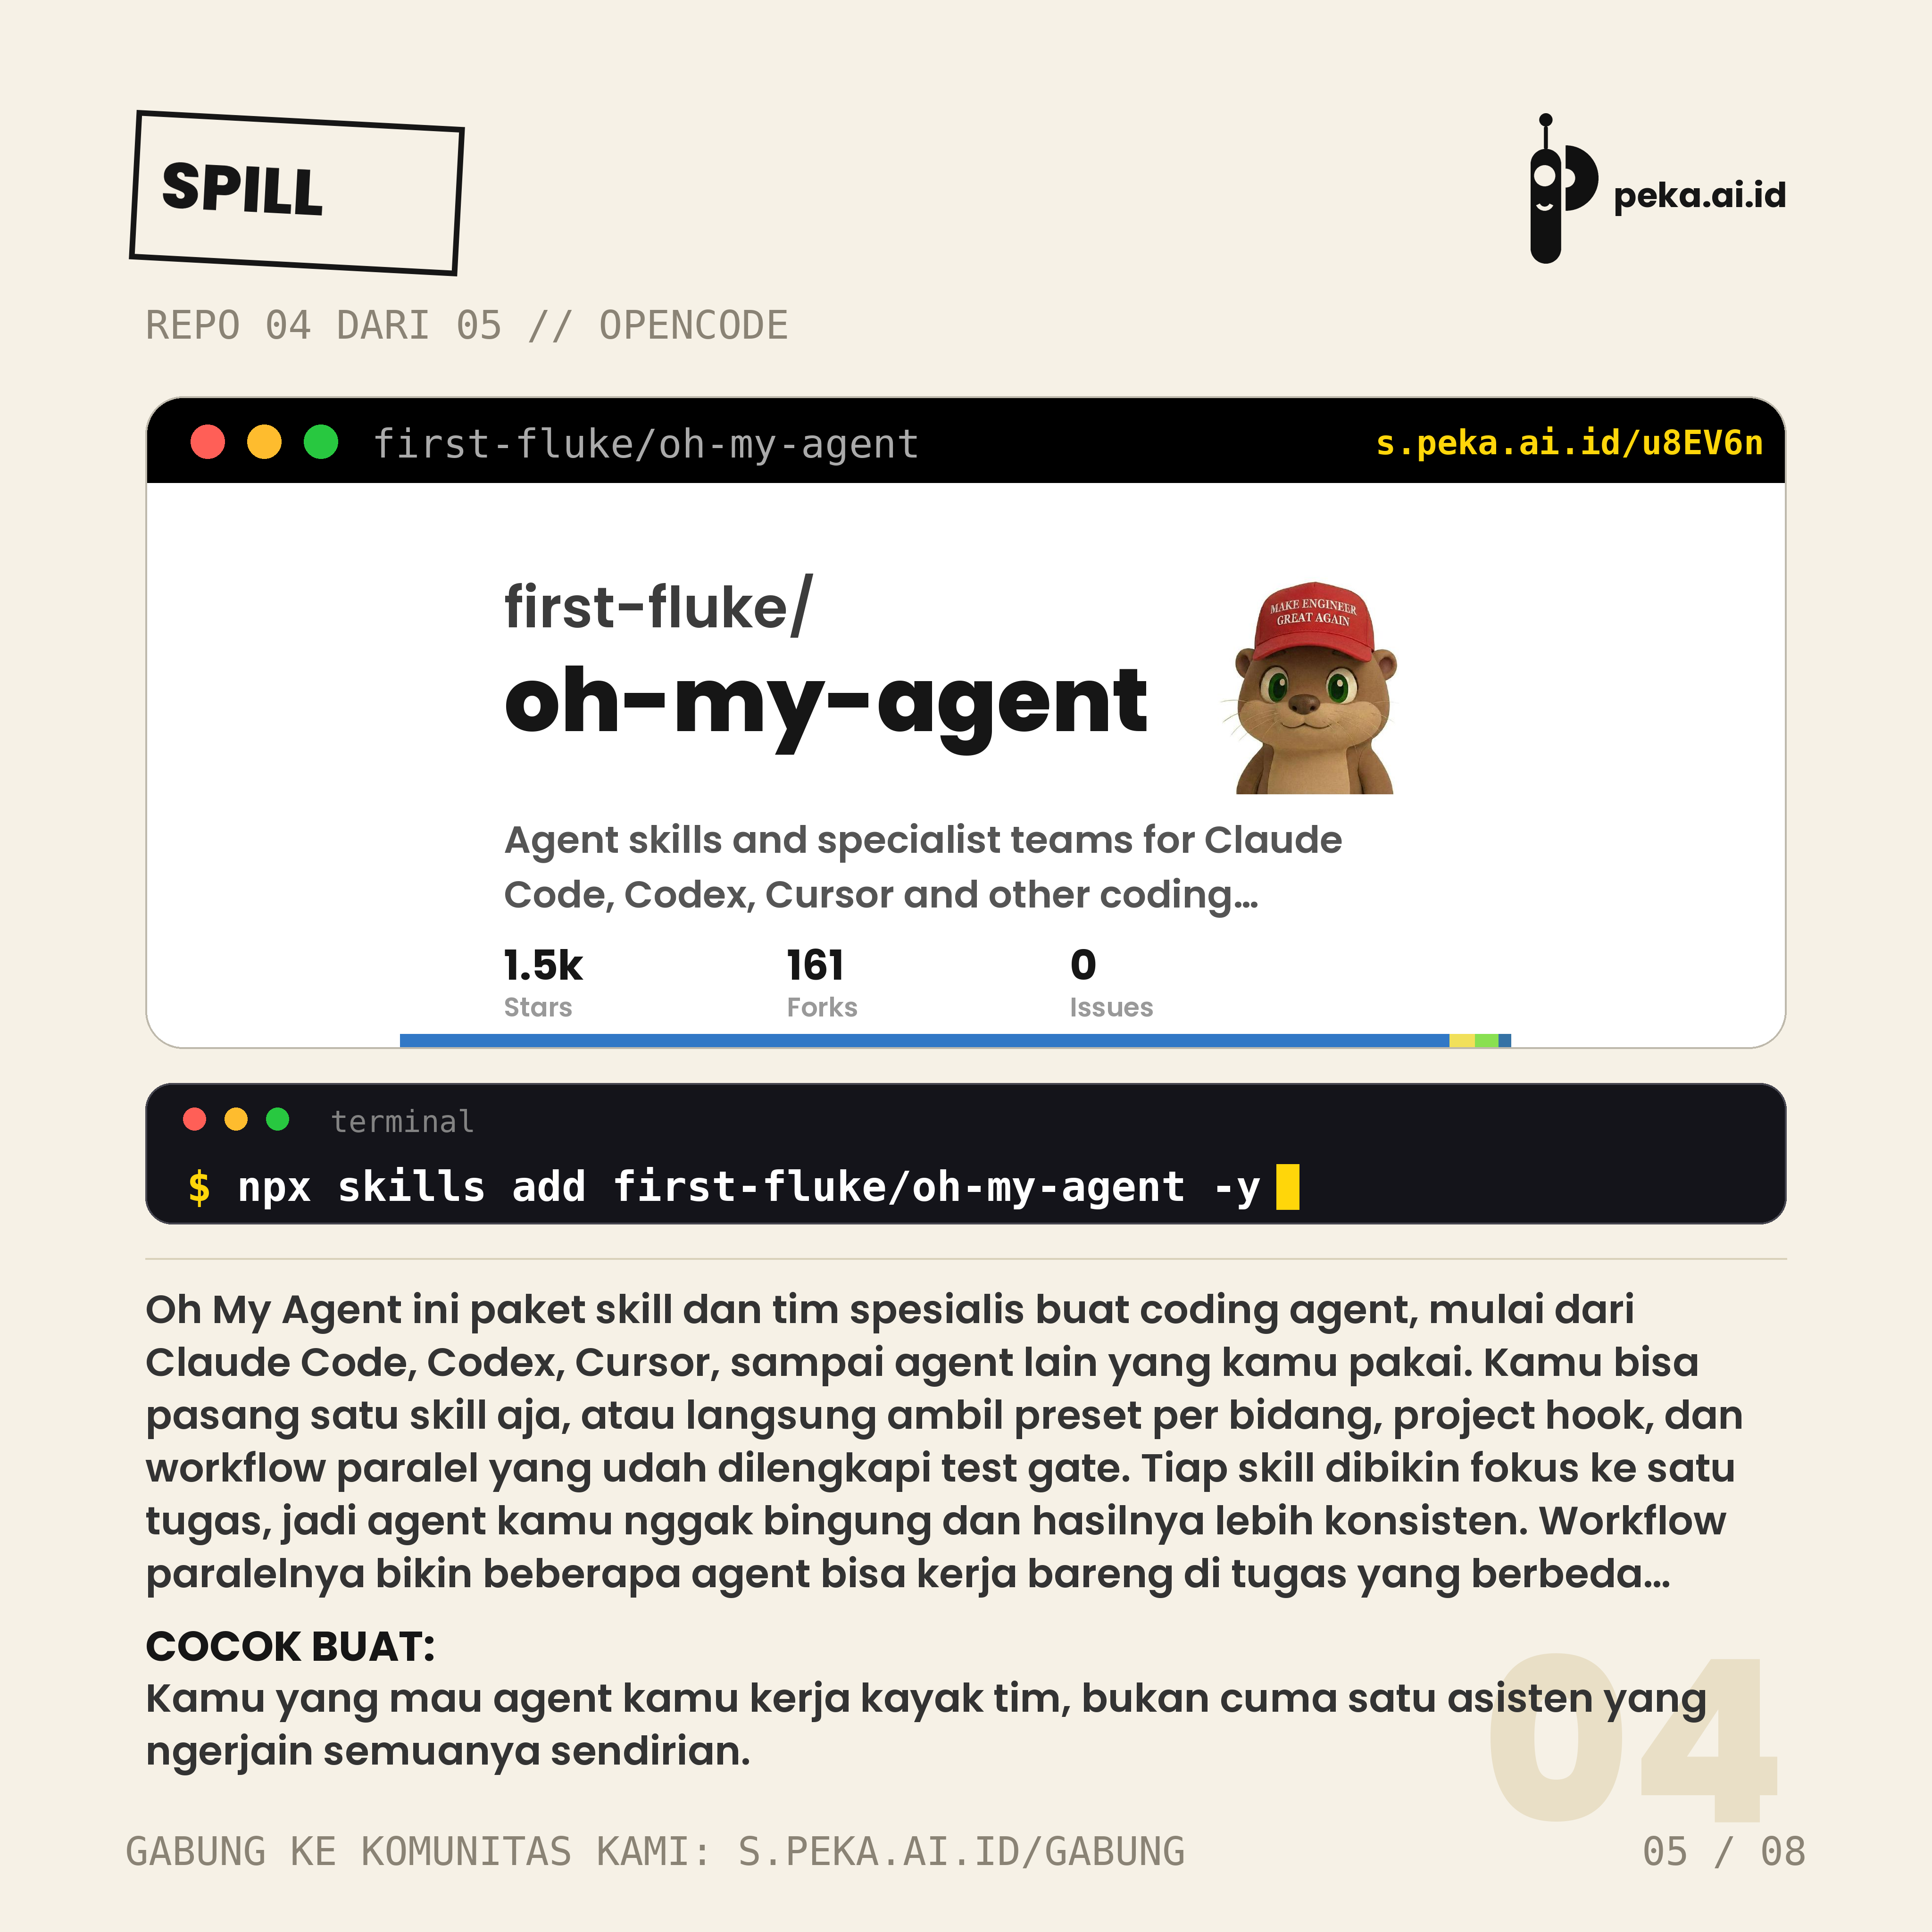 SPILL
peka.ai.id
REPO 04 DARI 05 // OPENCODE
first-fluke/oh-my-agent
s.peka.ai.id/u8EV6n
first-fluke/
oh-my-agent
MAKE ENGINEER
GREAT AGAIN
Agent skills and specialist teams for Claude
Code, Codex, Cursor and other coding…
1.5k
Stars
161
Forks
0
Issues
terminal
$ npx skills add first-fluke/oh-my-agent -y
Oh My Agent ini paket skill dan tim spesialis buat coding agent, mulai dari
Claude Code, Codex, Cursor, sampai agent lain yang kamu pakai. Kamu bisa
pasang satu skill aja, atau langsung ambil preset per bidang, project hook, dan
workflow paralel yang udah dilengkapi test gate. Tiap skill dibikin fokus ke satu
tugas, jadi agent kamu nggak bingung dan hasilnya lebih konsisten. Workflow
paralelnya bikin beberapa agent bisa kerja bareng di tugas yang berbeda…
COCOK BUAT:
Kamu yang mau agent kamu kerja kayak tim, bukan cuma satu asisten yang
ngerjain semuanya sendirian.
04
GABUNG KE KOMUNITAS KAMI: S.PEKA.AI.ID/GABUNG
05 / 08